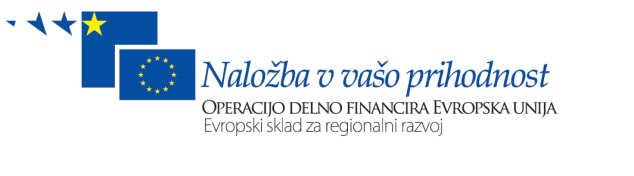 Naložba v vašo prihodnost
OPERACIJO DELNO FINANCIRA EVROPSKA UNIJA
Evropski sklad za regionalni razvoj